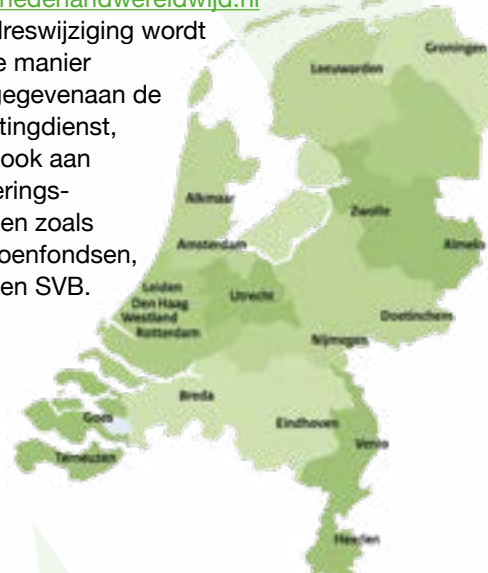 nederlandwereldwijd.nl
dreswijziging wordt
e manier
gegevenaan de
tingdienst,
ook aan
erings-
en zoals
oenfondsen,
en SVB.
Groningen
Leeuwarden
Alkmaar
Zwolle
Amsterdam
Almelo
Leiden
Utrecht
Den Haag
Westland
Doetinchem
Rotterdam
Nijmegen
Breda
Goes
Eindhoven
Venlo
Terneuzen
Heerlen